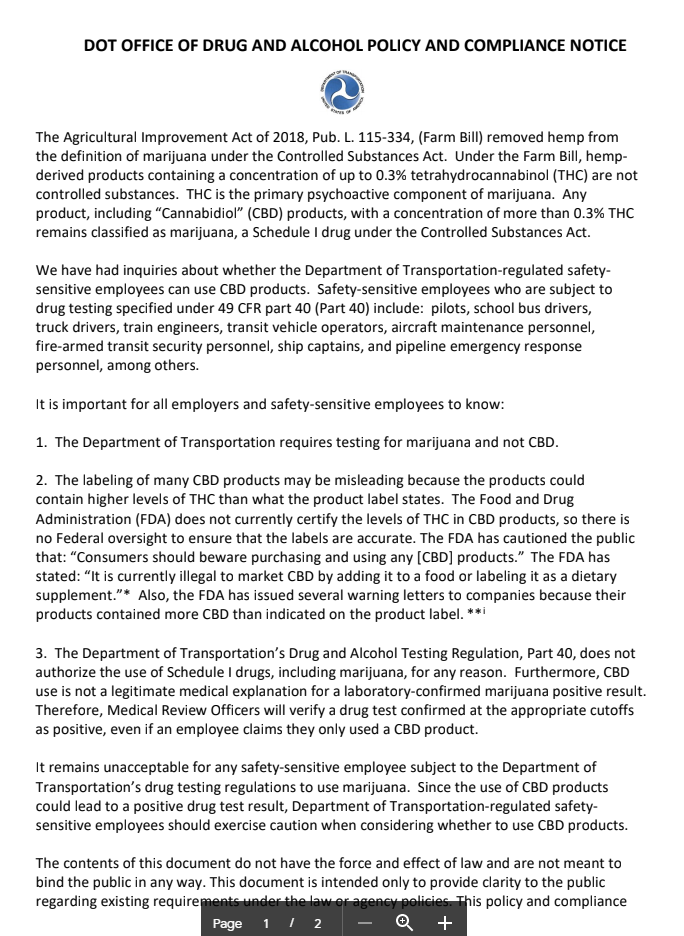 DOT OFFICE OF DRUG AND ALCOHOL POLICY AND COMPLIANCE NOTICE
The Agricultural Improvement Act of 2018, Pub. L. 115-334, (Farm Bill) removed hemp from
the definition of marijuana under the Controlled Substances Act.  Under the Farm Bill, hemp-
derived products containing a concentration of up to 0.3% tetrahydrocannabinol (THC) are not
controlled substances.  THC is the primary psychoactive component of marijuana.  Any
product, including “Cannabidiol” (CBD) products, with a concentration of more than 0.3% THC
remains classified as marijuana, a Schedule I drug under the Controlled Substances Act.
We have had inquiries about whether the Department of Transportation-regulated safety-
sensitive employees can use CBD products.  Safety-sensitive employees who are subject to
drug testing specified under 49 CFR part 40 (Part 40) include:  pilots, school bus drivers,
truck drivers, train engineers, transit vehicle operators, aircraft maintenance personnel,
fire-armed transit security personnel, ship captains, and pipeline emergency response
personnel, among others.
It is important for all employers and safety-sensitive employees to know:
1.  The Department of Transportation requires testing for marijuana and not CBD.
2.  The labeling of many CBD products may be misleading because the products could
contain higher levels of THC than what the product label states.  The Food and Drug
Administration (FDA) does not currently certify the levels of THC in CBD products, so there is
no Federal oversight to ensure that the labels are accurate. The FDA has cautioned the public
that: “Consumers should beware purchasing and using any [CBD] products.”  The FDA has
stated: “It is currently illegal to market CBD by adding it to a food or labeling it as a dietary
supplement.”*  Also, the FDA has issued several warning letters to companies because their
products contained more CBD than indicated on the product label. **i
3.  The Department of Transportation’s Drug and Alcohol Testing Regulation, Part 40, does not
authorize the use of Schedule I drugs, including marijuana, for any reason.  Furthermore, CBD
use is not a legitimate medical explanation for a laboratory-confirmed marijuana positive result.
Therefore, Medical Review Officers will verify a drug test confirmed at the appropriate cutoffs
as positive, even if an employee claims they only used a CBD product.
It remains unacceptable for any safety-sensitive employee subject to the Department of
Transportation’s drug testing regulations to use marijuana.  Since the use of CBD products
could lead to a positive drug test result, Department of Transportation-regulated safety-
sensitive employees should exercise caution when considering whether to use CBD products.
The contents of this document do not have the force and effect of law and are not meant to
bind the public in any way. This document is intended only to provide clarity to the public
regarding existing requirements under the law or agency policies. This policy and compliance
Page 1 / 2